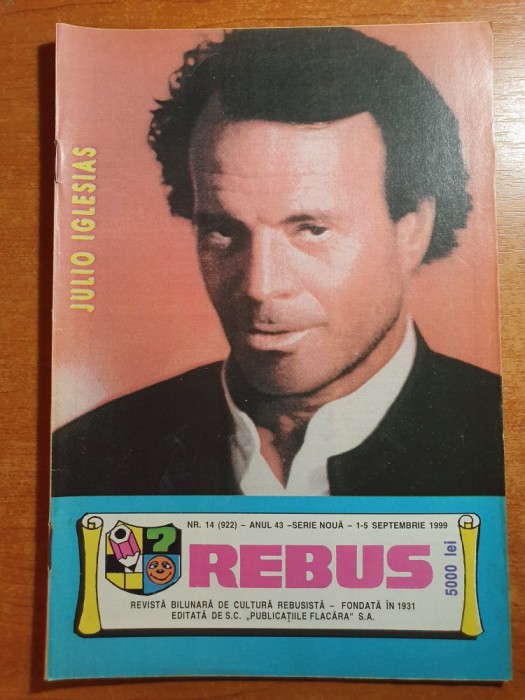 JULIO IGLESIAS
NR. 14 (922) – ANUL 43 –SERIE NOUĂ – 1-5 SEPTEMBRIE 1999
?
REBUS
5000 lei
REVISTĂ BILUNARĂ DE CULTURĂ REBUSISTĂ – FONDATĂ ÎN 1931
EDITATĂ DE S.C. „PUBLICAȚIILE FLACĂRA” S.A.